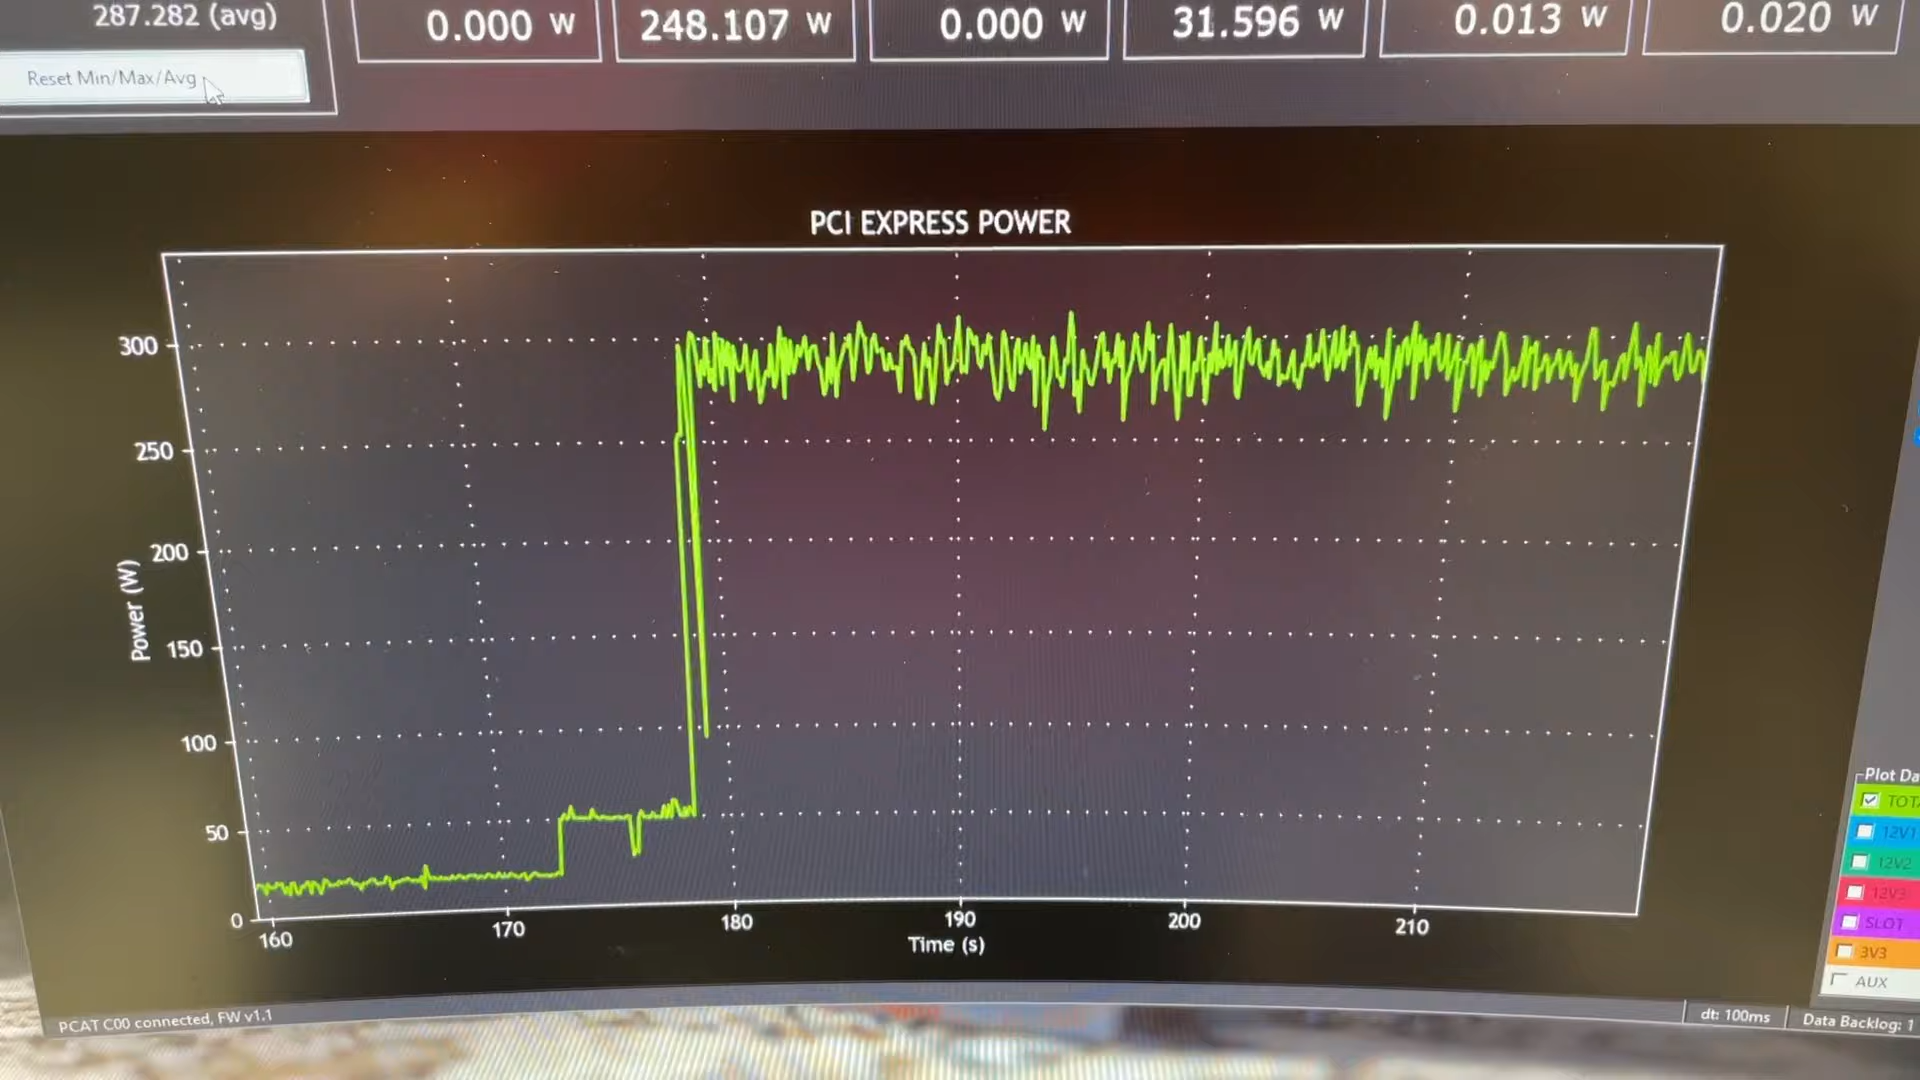 287.282 (avg)
0.000 W
248.107 W
0.000 W
31.596 W
0.013 W
0.020 W
Reset Min/Max/Avg
PCI EXPRESS POWER
300
250
200
150
100
50
0
Power (W)
160
170
180
190
200
210
Time (s)
Plot Da
TOTA
12V1
12V2
12V3
SLOT
3V3
AUX
PCAT C00 connected, FW v1.1
dt: 100ms
Data Backlog: 1